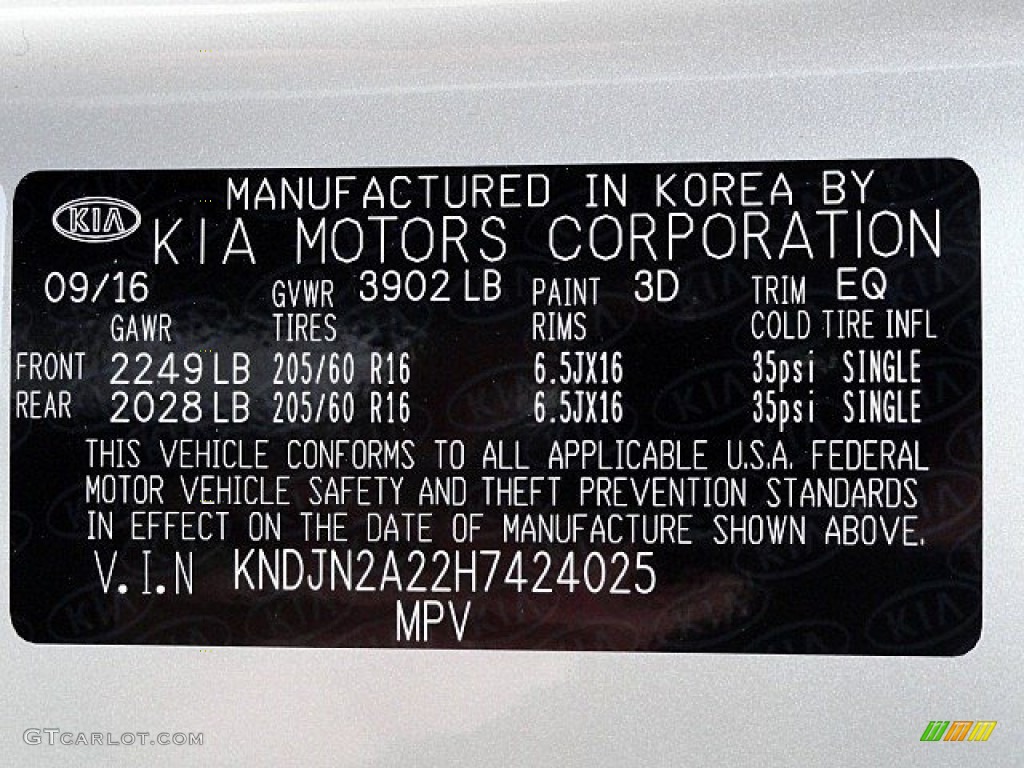 MANUFACTURED IN KOREA BY
KIA KIA MOTORS CORPORATION
09/16 GVWR 3902 LB PAINT 3D TRIM EQ
GAWR TIRES RIMS COLD TIRE INFL
FRONT 2249 LB 205/60 R16 6.5JX16 35psi SINGLE
REAR 2028 LB 205/60 R16 6.5JX16 35psi SINGLE
THIS VEHICLE CONFORMS TO ALL APPLICABLE U.S.A. FEDERAL
MOTOR VEHICLE SAFETY AND THEFT PREVENTION STANDARDS
IN EFFECT ON THE DATE OF MANUFACTURE SHOWN ABOVE.
V.I.N KNDJN2A22H7424025
MPV
GTCARLOT.COM